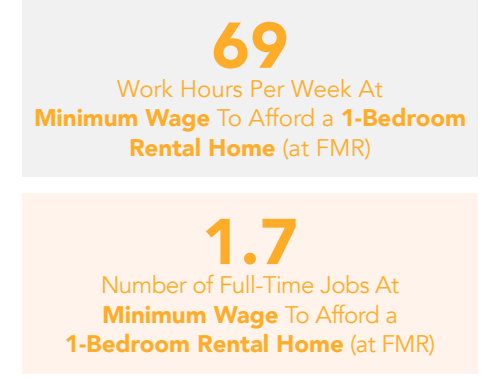 69
Work Hours Per Week At
Minimum Wage To Afford a 1-Bedroom
Rental Home (at FMR)
1.7
Number of Full-Time Jobs At
Minimum Wage To Afford a
1-Bedroom Rental Home (at FMR)